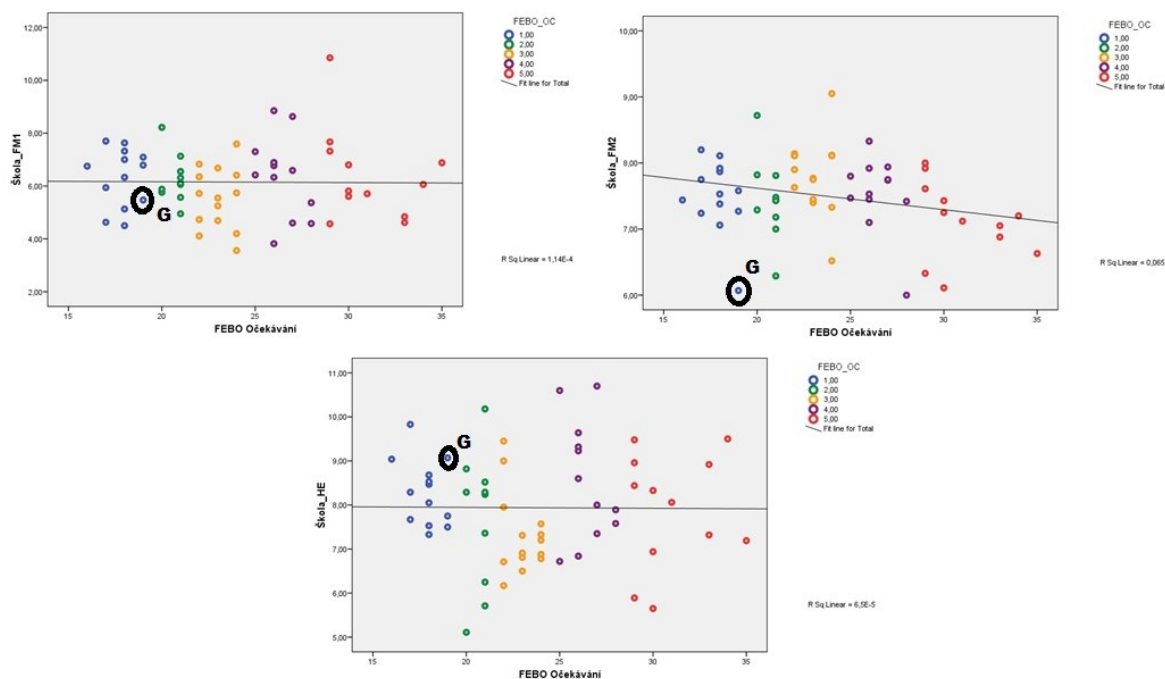 12,00
10,00
8,00
6,00
4,00
2,00
Škola_FM1
G
15 20 25 30 35
FEBO Očekávání
FEBO_OC
1,00
2,00
3,00
4,00
5,00
Fit line for Total
R Sq Linear = 1,14E-4
10,00
9,00
8,00
7,00
6,00
Škola_FM2
G
15 20 25 30 35
FEBO Očekávání
FEBO_OC
1,00
2,00
3,00
4,00
5,00
Fit line for Total
R Sq Linear = 0,065
11,00
10,00
9,00
8,00
7,00
6,00
5,00
Škola_HE
G
15 20 25 30 35
FEBO Očekávání
FEBO_OC
1,00
2,00
3,00
4,00
5,00
Fit line for Total
R Sq Linear = 6,5E-5